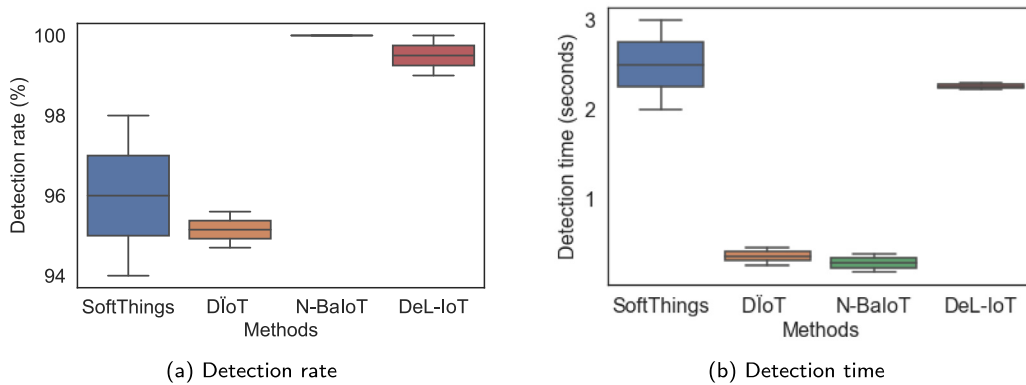 100
98
96
94
Detection rate (%)
SoftThings DÏoT N-BaIoT DeL-IoT
Methods
(a) Detection rate
3
2
1
Detection time (seconds)
SoftThings DÏoT N-BaIoT DeL-IoT
Methods
(b) Detection time